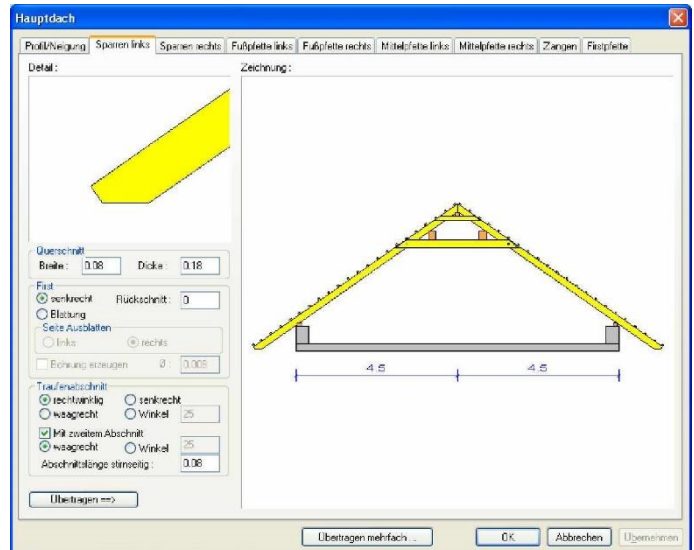 Hauptdach
Profil/Neigung Sparren links Sparren rechts Fußpfette links Fußpfette rechts Mittelpfette links Mittelpfette rechts Zangen Firstpfette
Detail :
Zeichnung :
Querschnitt
Breite : 0.08 Dicke : 0.18
First
senkrecht Rückschnitt : 0
Blattung
Seite Ausblatten
links rechts
Bohrung erzeugen Ø : 0.008
Traufenabschnitt
rechtwinklig senkrecht
waagrecht Winkel 25
Mit zweitem Abschnitt
waagrecht Winkel 25
Abschnittslänge stirnseitig : 0.08
Übertragen ==>
4.5 4.5
Übertragen mehrfach ... OK Abbrechen Übernehmen